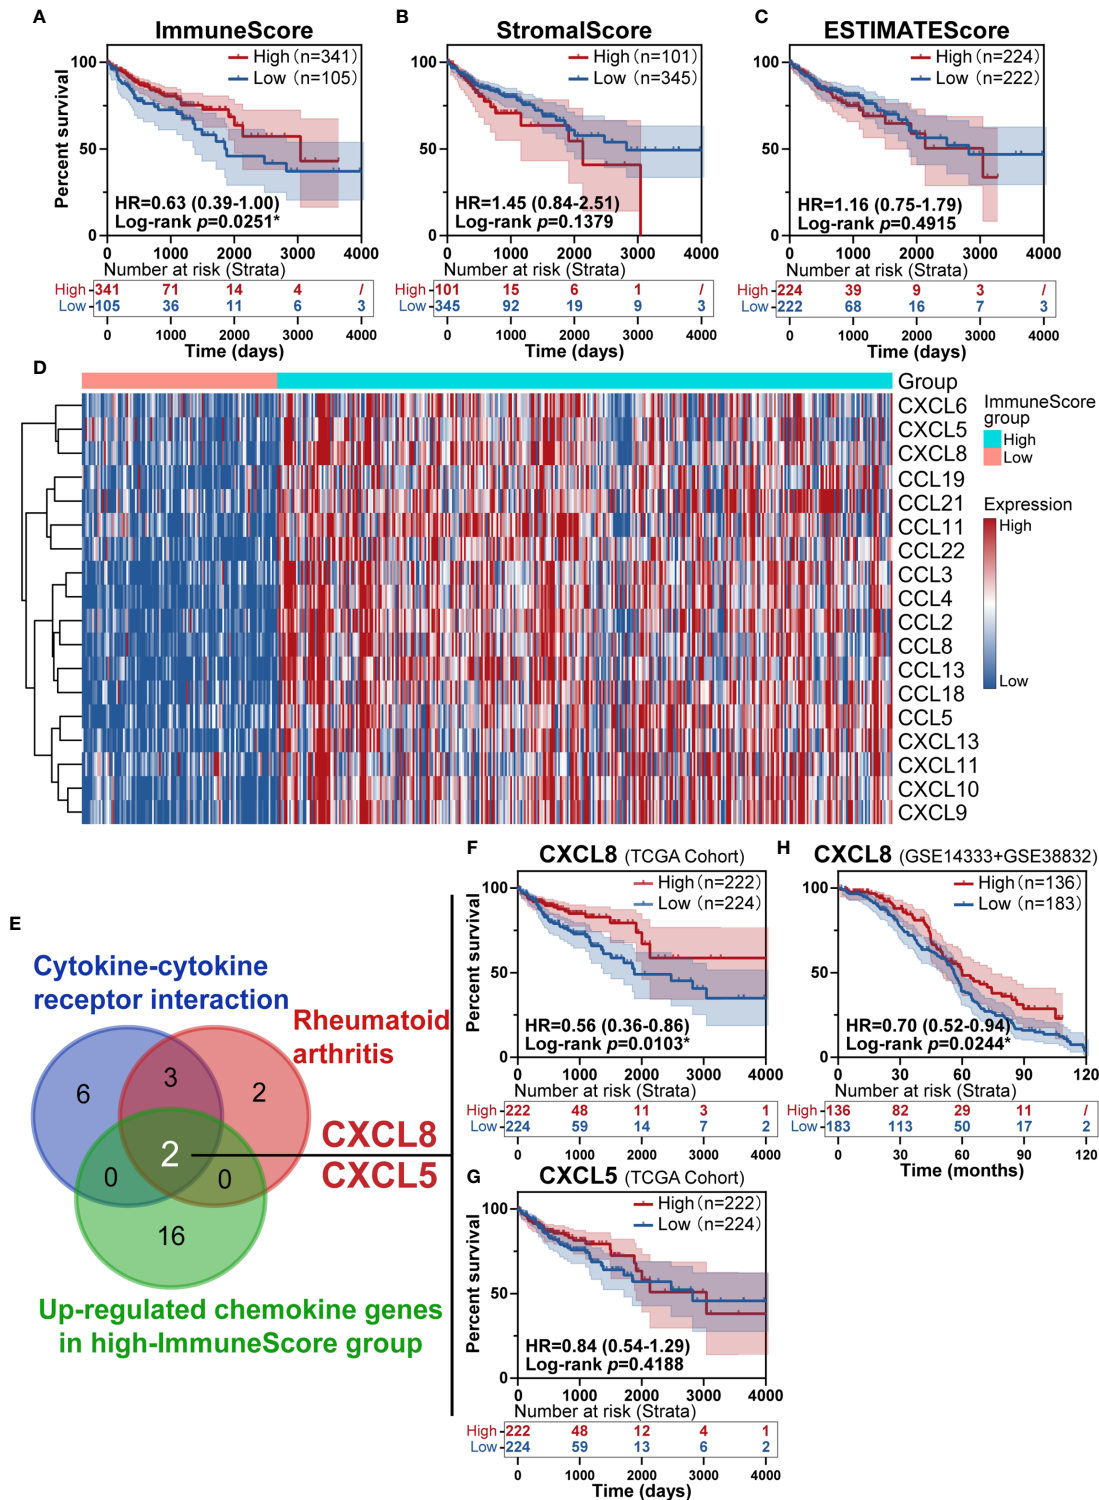 A
ImmuneScore
High (n=341)
Low (n=105)
Percent survival
100
50
0
HR=0.63 (0.39-1.00)
Log-rank p=0.0251*
Number at risk (Strata)
High 341 71 14 4 /
Low 105 36 11 6 3
0 1000 2000 3000 4000
Time (days)
B
StromalScore
High (n=101)
Low (n=345)
100
50
0
HR=1.45 (0.84-2.51)
Log-rank p=0.1379
Number at risk (Strata)
High 101 15 6 1 /
Low 345 92 19 9 3
0 1000 2000 3000 4000
Time (days)
C
ESTIMATEScore
High (n=224)
Low (n=222)
100
50
0
HR=1.16 (0.75-1.79)
Log-rank p=0.4915
0 1000 2000 3000 4000
Number at risk (Strata)
High 224 39 9 3 /
Low 222 68 16 7 3
0 1000 2000 3000 4000
Time (days)
D
Group
CXCL6
CXCL5
CXCL8
CCL19
CCL21
CCL11
CCL22
CCL3
CCL4
CCL2
CCL8
CCL13
CCL18
CCL5
CXCL13
CXCL11
CXCL10
CXCL9
ImmuneScore
group
High
Low
Expression
High
Low
E
Cytokine-cytokine
receptor interaction
Rheumatoid
arthritis
6
3
2
2
0
0
16
CXCL8
CXCL5
Up-regulated chemokine genes
in high-ImmuneScore group
F
CXCL8 (TCGA Cohort)
High (n=222)
Low (n=224)
Percent survival
100
50
0
HR=0.56 (0.36-0.86)
Log-rank p=0.0103*
0 1000 2000 3000 4000
Number at risk (Strata)
High 222 48 11 3 1
Low 224 59 14 7 2
0 1000 2000 3000 4000
H
CXCL8 (GSE14333+GSE38832)
High (n=136)
Low (n=183)
100
50
0
HR=0.70 (0.52-0.94)
Log-rank p=0.0244*
0 30 60 90 120
Number at risk (Strata)
High 136 82 29 11 /
Low 183 113 50 17 2
0 30 60 90 120
Time (months)
G
CXCL5 (TCGA Cohort)
High (n=222)
Low (n=224)
Percent survival
100
50
0
HR=0.84 (0.54-1.29)
Log-rank p=0.4188
0 1000 2000 3000 4000
Number at risk (Strata)
High 222 48 12 4 1
Low 224 59 13 6 2
0 1000 2000 3000 4000
Time (days)